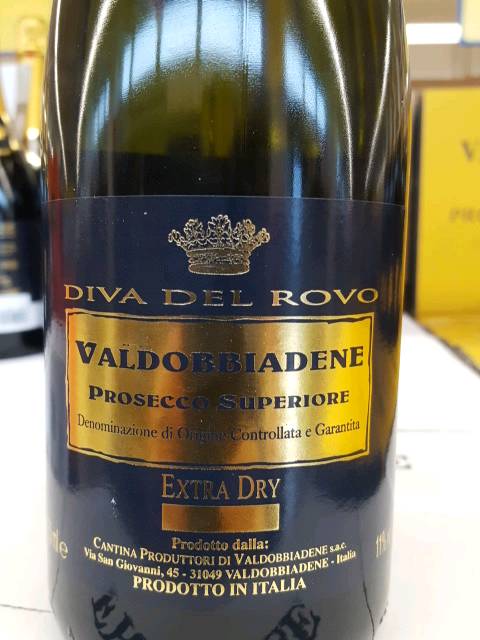 DIVA DEL ROVO
VALDOBBIADENE
PROSECCO SUPERIORE
Denominazione di Origine Controllata e Garantita
EXTRA DRY
Prodotto dalla:
CANTINA PRODUTTORI DI VALDOBBIADENE s.a.c.
Via San Giovanni, 45 - 31049 VALDOBBIADENE - Italia
PRODOTTO IN ITALIA
11%